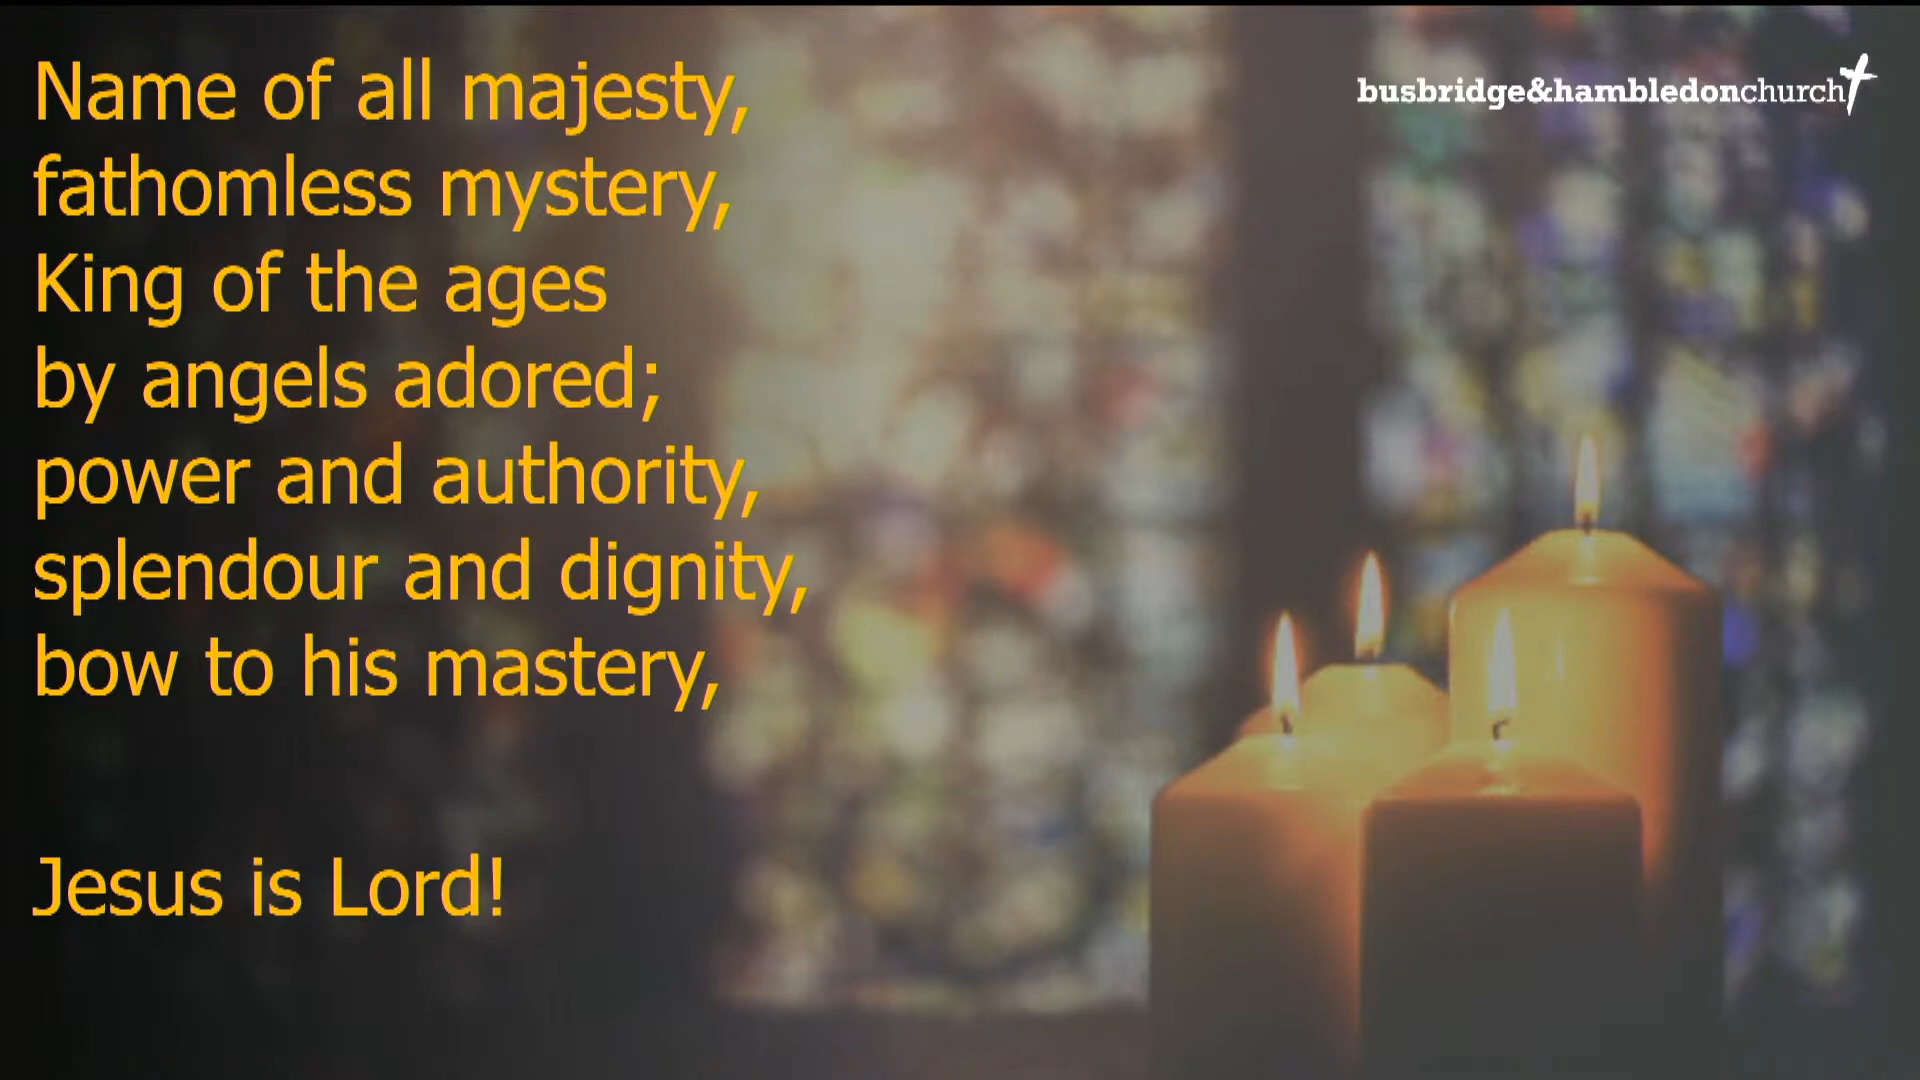 Name of all majesty,
fathomless mystery,
King of the ages
by angels adored;
power and authority,
splendour and dignity,
bow to his mastery,
Jesus is Lord!
busbridge&hambledonchurch